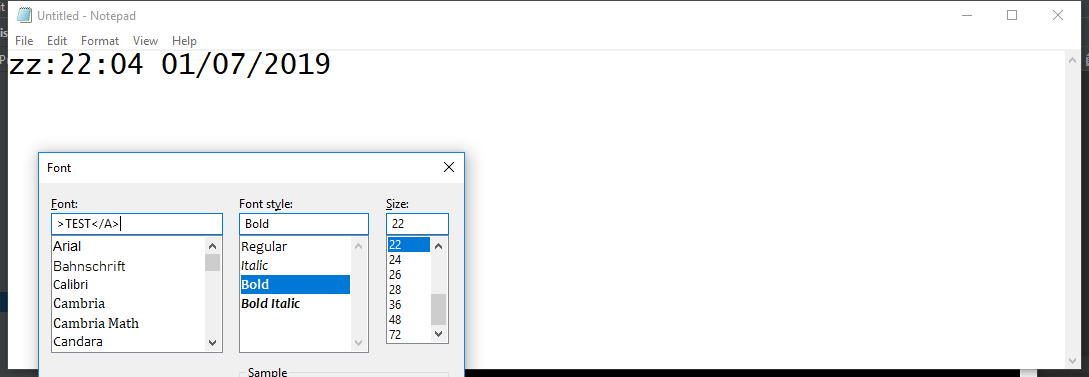 Untitled - Notepad
File Edit Format View Help
zz:22:04 01/07/2019
Font
Font: Font style: Size:
>TEST</A> Bold 22
Arial Regular 22
Bahnschrift Italic 24
Calibri Bold 26
Cambria Bold Italic 28
Cambria Math 36
Candara 48
72
Sample